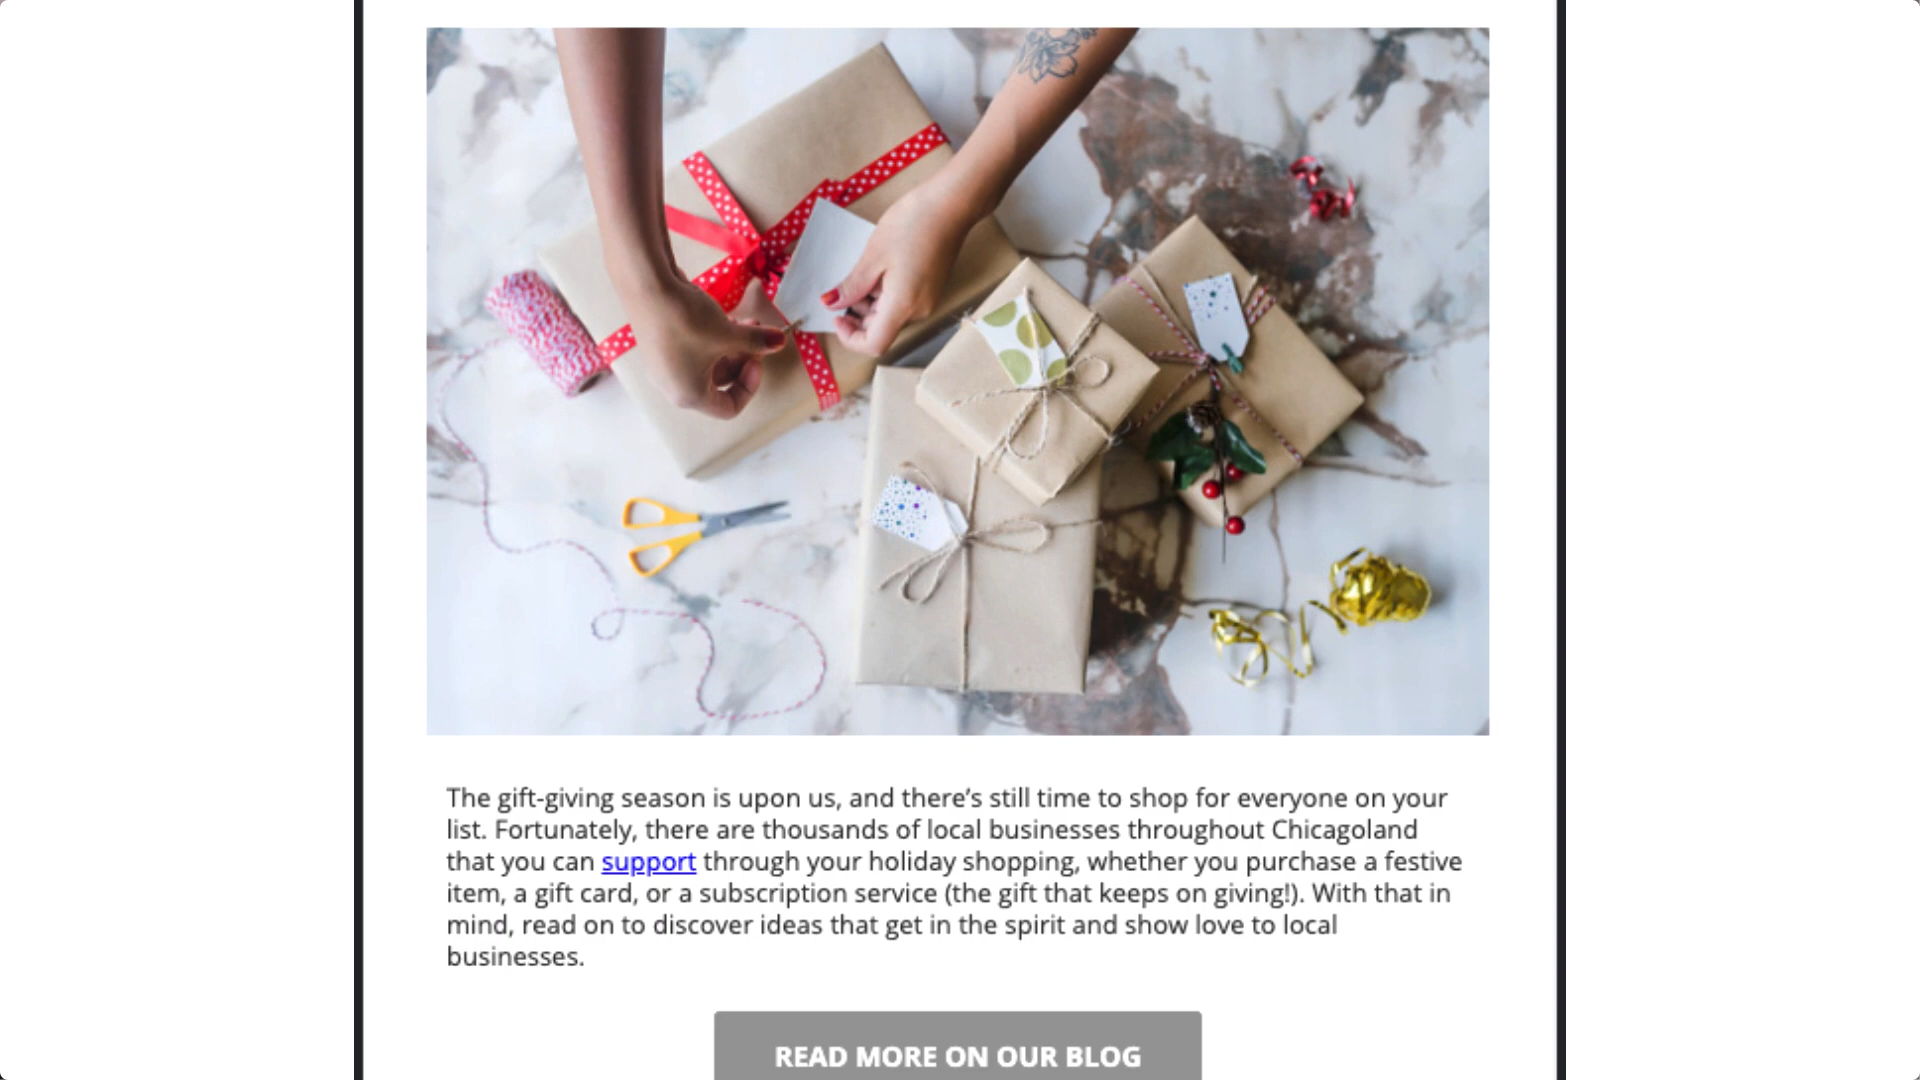 The gift-giving season is upon us, and there’s still time to shop for everyone on your
list. Fortunately, there are thousands of local businesses throughout Chicagoland
that you can support through your holiday shopping, whether you purchase a festive
item, a gift card, or a subscription service (the gift that keeps on giving!). With that in
mind, read on to discover ideas that get in the spirit and show love to local
businesses.
READ MORE ON OUR BLOG